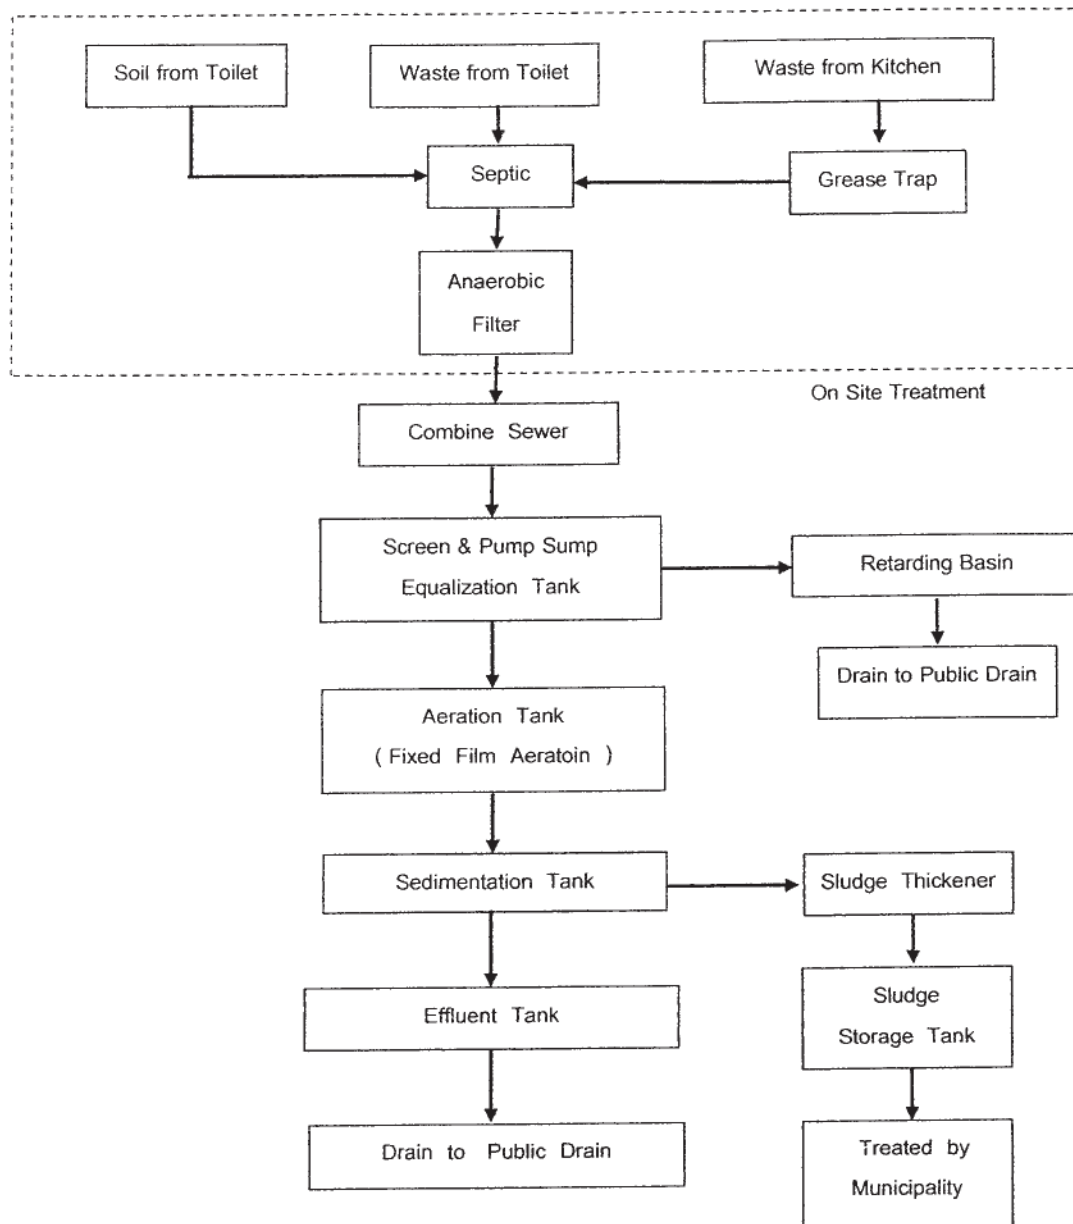 Soil from Toilet
Waste from Toilet
Waste from Kitchen
Septic
Grease Trap
Anaerobic
Filter
On Site Treatment
Combine Sewer
Screen & Pump Sump
Equalization Tank
Retarding Basin
Drain to Public Drain
Aeration Tank
( Fixed Film Aeratoin )
Sedimentation Tank
Sludge Thickener
Effluent Tank
Sludge
Storage Tank
Drain to Public Drain
Treated by
Municipality